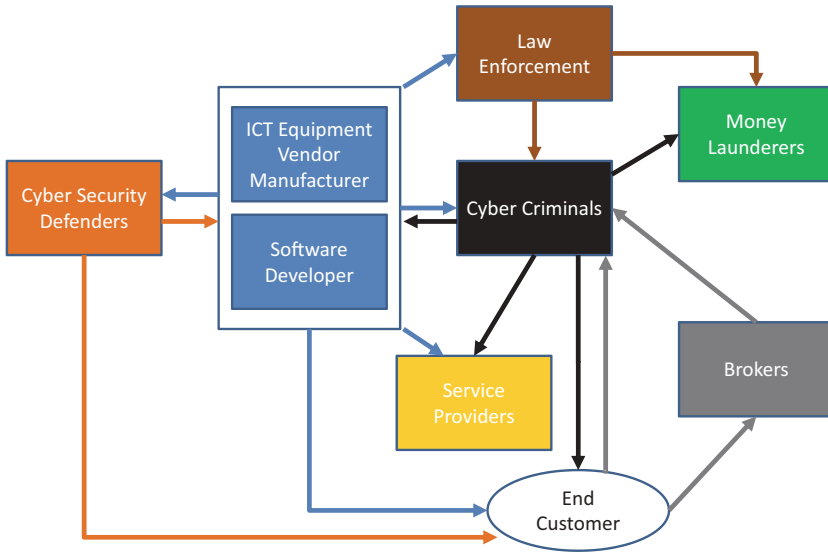 Law
Enforcement
ICT Equipment
Vendor
Manufacturer
Money
Launderers
Cyber Security
Defenders
Cyber Criminals
Software
Developer
Service
Providers
Brokers
End
Customer